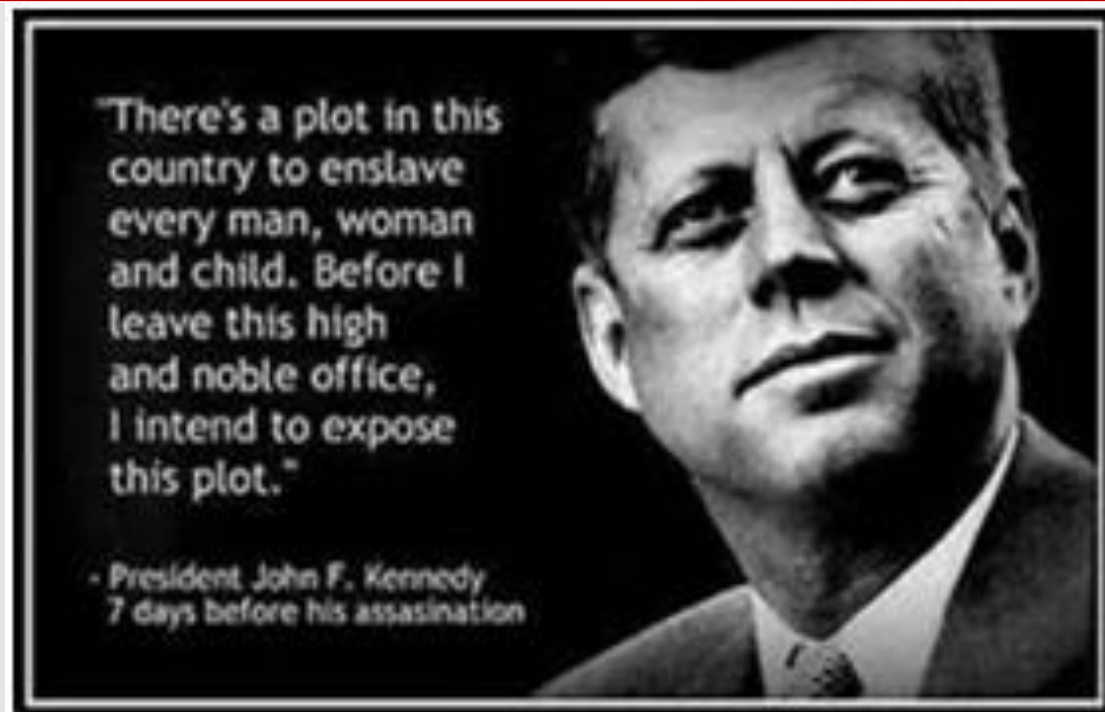 "There's a plot in this
country to enslave
every man, woman
and child. Before I
leave this high
and noble office,
I intend to expose
this plot."
- President John F. Kennedy
7 days before his assasination